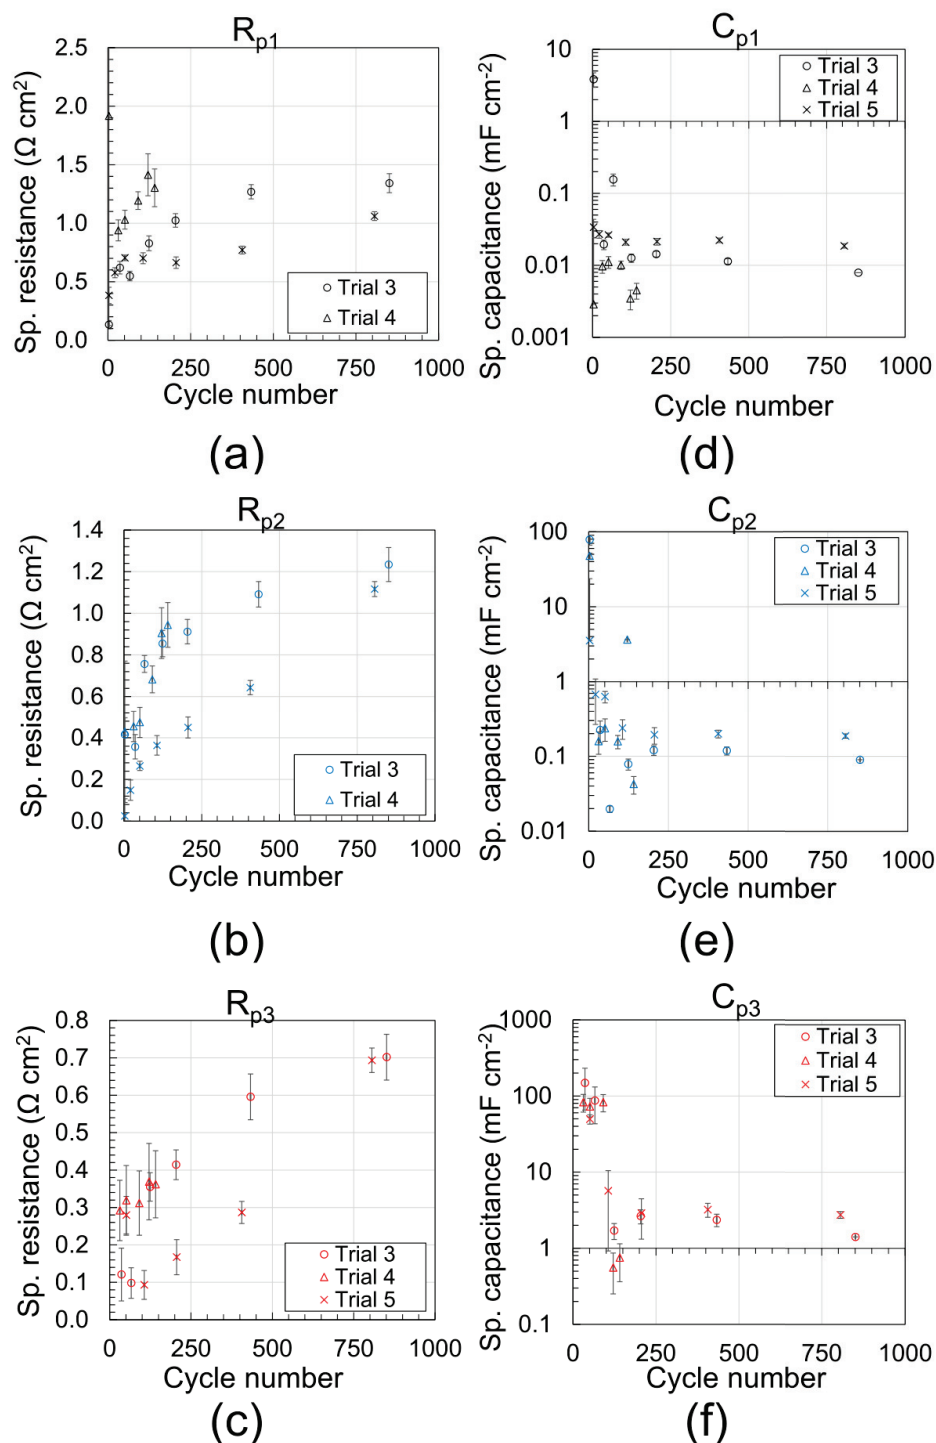 R_p1
Sp. resistance (Ω cm²)
2.5
2.0
1.5
1.0
0.5
0.0
0 250 500 750 1000
Cycle number
Trial 3
Trial 4
(a)
C_p1
Sp. capacitance (mF cm⁻²)
10
1
0.1
0.01
0.001
0 250 500 750 1000
Cycle number
Trial 3
Trial 4
Trial 5
(d)
R_p2
Sp. resistance (Ω cm²)
1.4
1.2
1.0
0.8
0.6
0.4
0.2
0.0
0 250 500 750 1000
Cycle number
Trial 3
Trial 4
(b)
C_p2
Sp. capacitance (mF cm⁻²)
100
10
1
0.1
0.01
0 250 500 750 1000
Cycle number
Trial 3
Trial 4
Trial 5
(e)
R_p3
Sp. resistance (Ω cm²)
0.8
0.7
0.6
0.5
0.4
0.3
0.2
0.1
0.0
0 250 500 750 1000
Cycle number
Trial 3
Trial 4
Trial 5
(c)
C_p3
Sp. capacitance (mF cm⁻²)
1000
100
10
1
0.1
0 250 500 750 1000
Cycle number
Trial 3
Trial 4
Trial 5
(f)